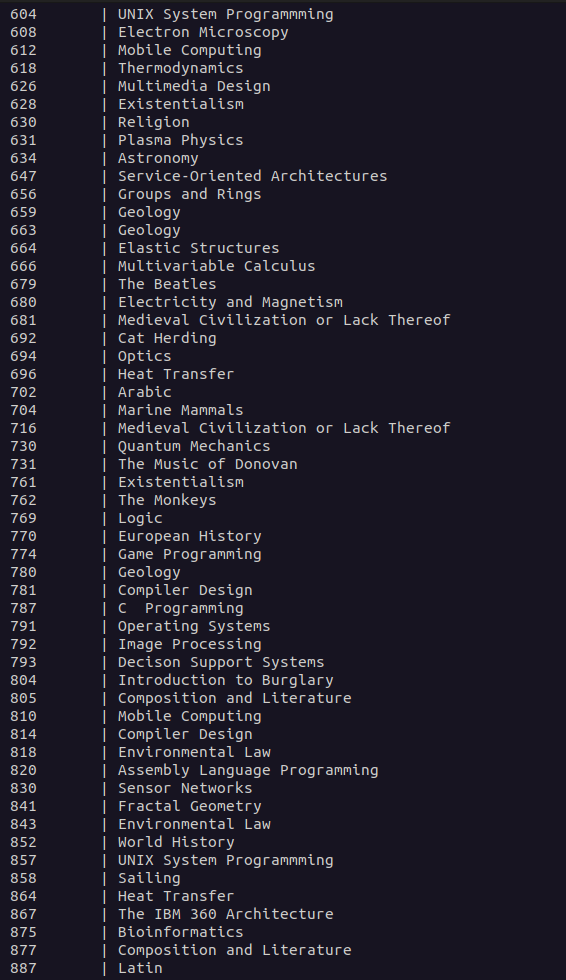 604 | UNIX System Programmming
608 | Electron Microscopy
612 | Mobile Computing
618 | Thermodynamics
626 | Multimedia Design
628 | Existentialism
630 | Religion
631 | Plasma Physics
634 | Astronomy
647 | Service-Oriented Architectures
656 | Groups and Rings
659 | Geology
663 | Geology
664 | Elastic Structures
666 | Multivariable Calculus
679 | The Beatles
680 | Electricity and Magnetism
681 | Medieval Civilization or Lack Thereof
692 | Cat Herding
694 | Optics
696 | Heat Transfer
702 | Arabic
704 | Marine Mammals
716 | Medieval Civilization or Lack Thereof
730 | Quantum Mechanics
731 | The Music of Donovan
761 | Existentialism
762 | The Monkeys
769 | Logic
770 | European History
774 | Game Programming
780 | Geology
781 | Compiler Design
787 | C  Programming
791 | Operating Systems
792 | Image Processing
793 | Decison Support Systems
804 | Introduction to Burglary
805 | Composition and Literature
810 | Mobile Computing
814 | Compiler Design
818 | Environmental Law
820 | Assembly Language Programming
830 | Sensor Networks
841 | Fractal Geometry
843 | Environmental Law
852 | World History
857 | UNIX System Programmming
858 | Sailing
864 | Heat Transfer
867 | The IBM 360 Architecture
875 | Bioinformatics
877 | Composition and Literature
887 | Latin